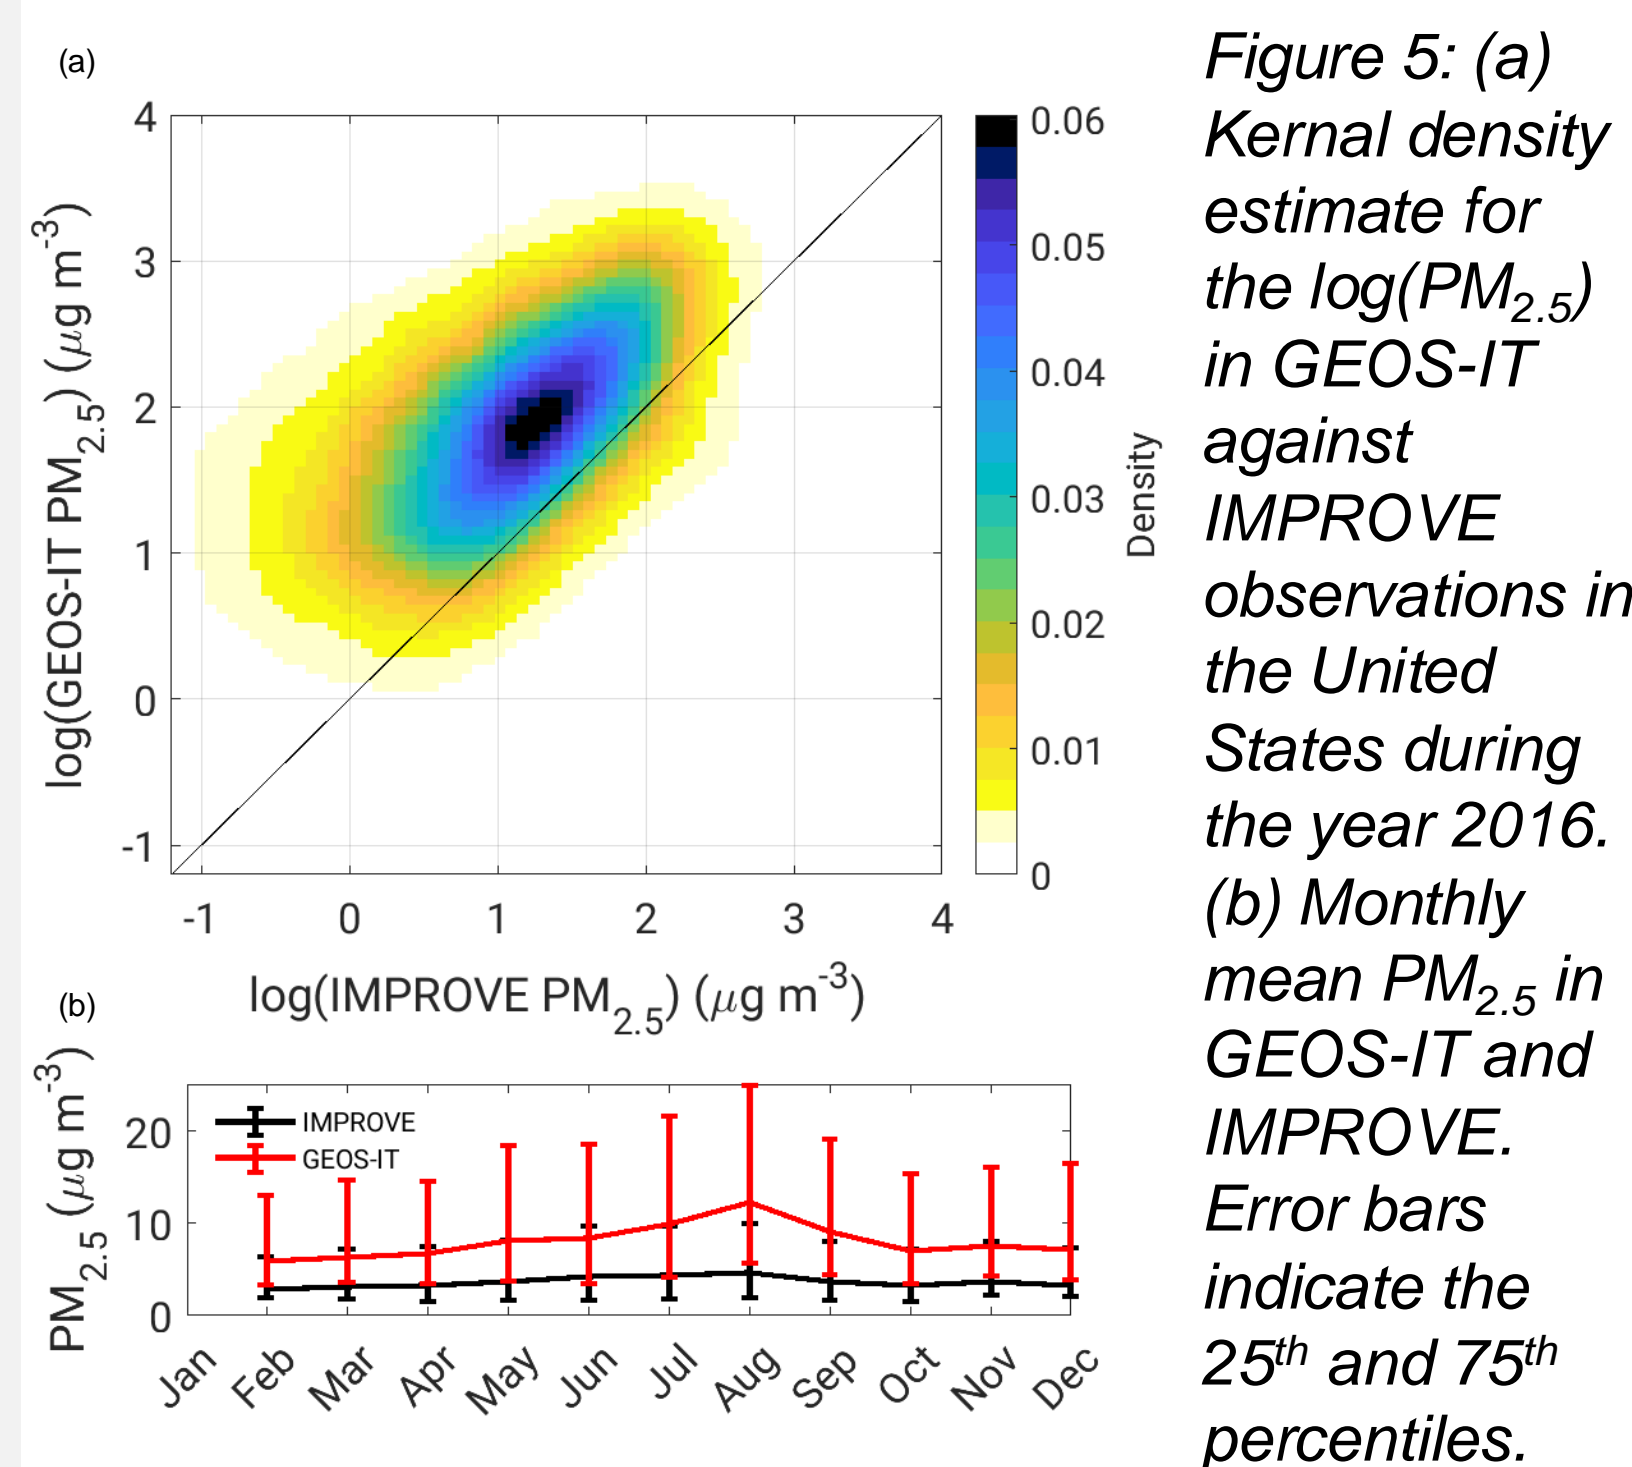 (a)
4
3
2
1
0
-1
log(GEOS-IT PM2.5) (μg m-3)
-1 0 1 2 3 4
log(IMPROVE PM2.5) (μg m-3)
0.06
0.05
0.04
0.03
0.02
0.01
0
Density
(b)
PM2.5 (μg m-3)
20
10
0
IMPROVE
GEOS-IT
Jan Feb Mar Apr May Jun Jul Aug Sep Oct Nov Dec
Figure 5: (a)
Kernal density
estimate for
the log(PM2.5)
in GEOS-IT
against
IMPROVE
observations in
the United
States during
the year 2016.
(b) Monthly
mean PM2.5 in
GEOS-IT and
IMPROVE.
Error bars
indicate the
25th and 75th
percentiles.